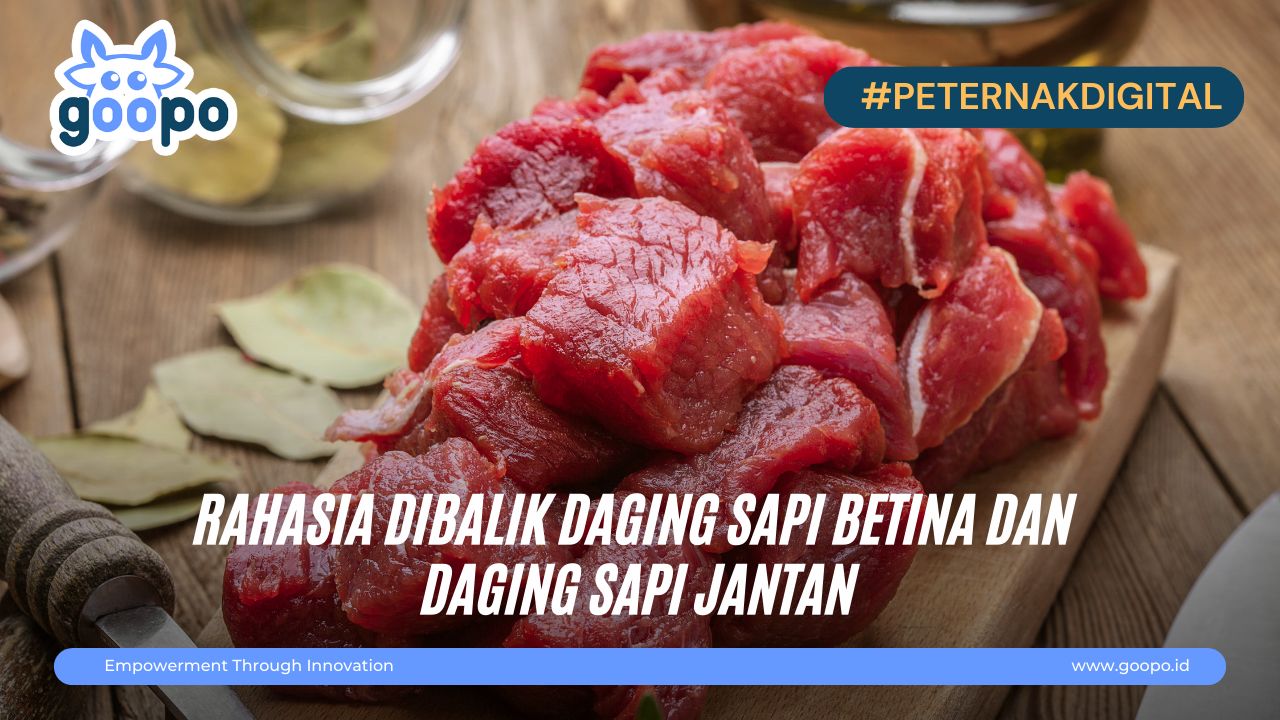 goopo
#PETERNAKDIGITAL
RAHASIA DIBALIK DAGING SAPI BETINA DAN
DAGING SAPI JANTAN
Empowerment Through Innovation
www.goopo.id